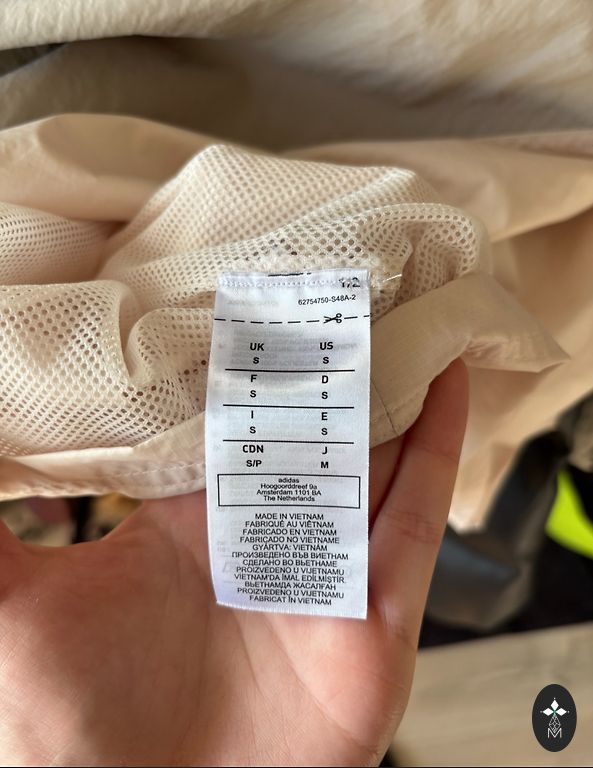 1/2
62754750-S48A-2
UK US
S S
F D
S S
I E
S S
CDN J
S/P M
adidas
Hoogoorddreef 9a
Amsterdam 1101 BA
The Netherlands
MADE IN VIETNAM
FABRIQUÉ AU VIÊTNAM
FABRICADO EN VIETNAM
FABRICADO NO VIETNAME
GYÁRTVA: VIETNÁM
ПРОИЗВЕДЕНО ВЪВ ВИЕТНАМ
СДЕЛАНО ВО ВЬЕТНАМЕ
PROIZVEDENO U VIJETNAMU
VIETNAM'DA İMAL EDİLMİŞTİR.
ВЬЕТНАМДА ЖАСАЛҒАН
PROIZVEDENO U VIJETNAMU
FABRICAT ÎN VIETNAM
M